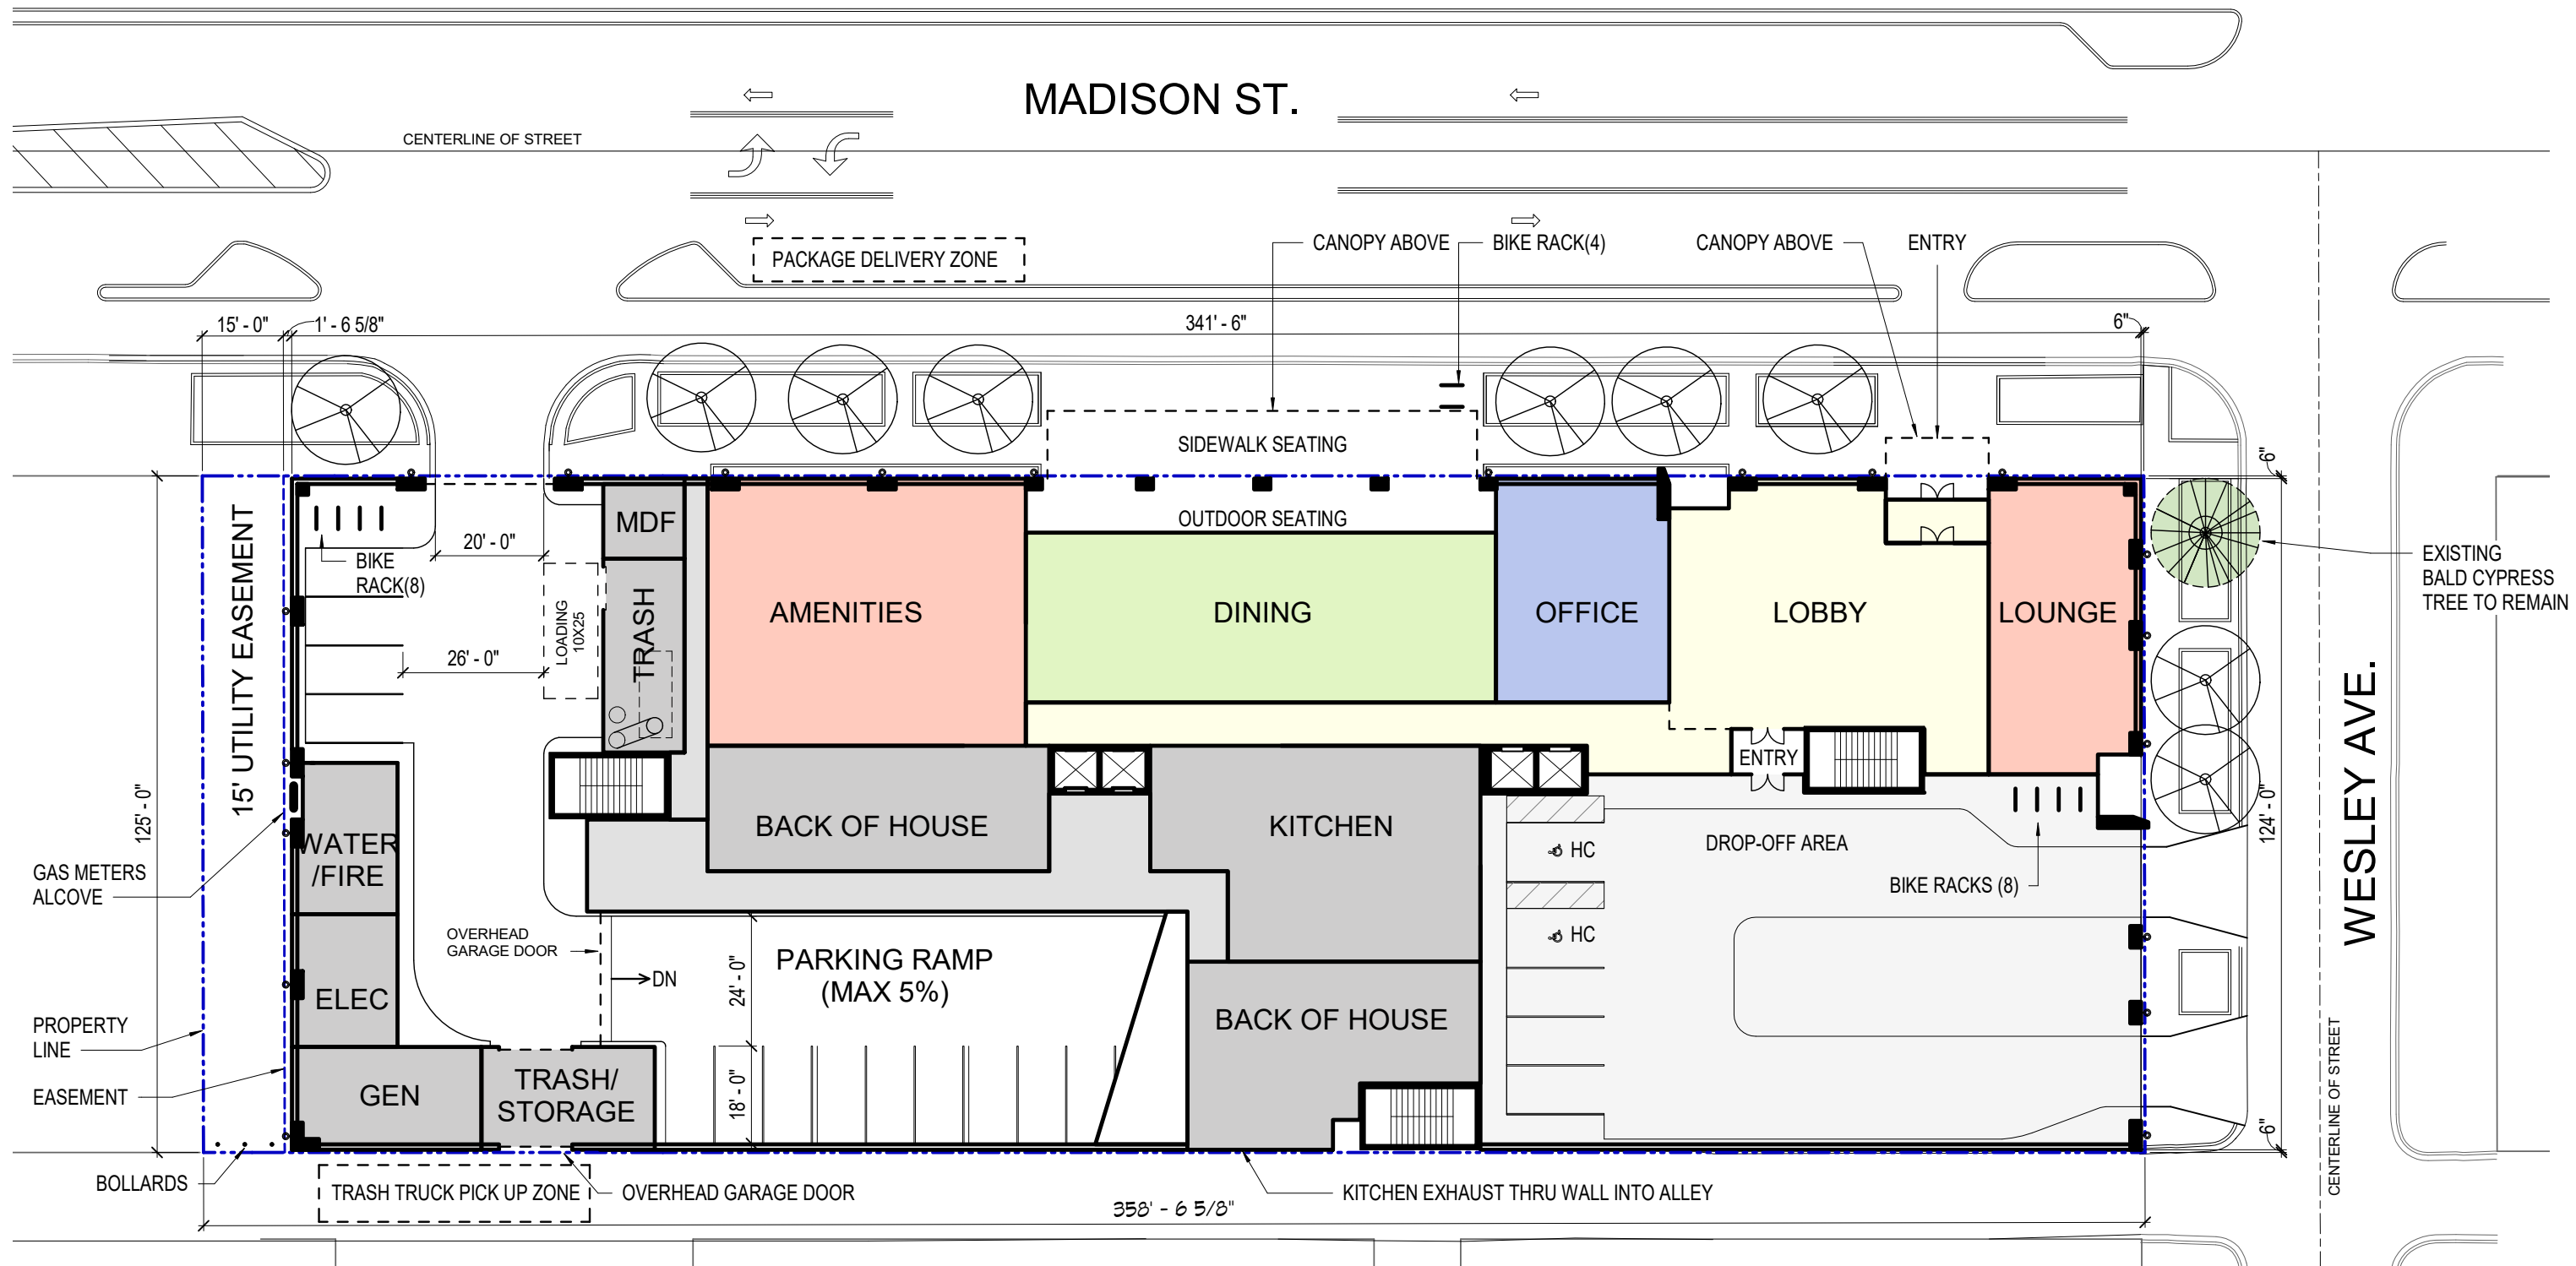 MADISON ST.
CENTERLINE OF STREET
PACKAGE DELIVERY ZONE
CANOPY ABOVE
BIKE RACK(4)
CANOPY ABOVE
ENTRY
15' - 0"
1' - 6 5/8"
341' - 6"
6"
SIDEWALK SEATING
6"
OUTDOOR SEATING
MDF
20' - 0"
BIKE
RACK(8)
15' UTILITY EASEMENT
LOADING
10X25
TRASH
AMENITIES
DINING
OFFICE
LOBBY
LOUNGE
EXISTING
BALD CYPRESS
TREE TO REMAIN
26' - 0"
WESLEY AVE.
ENTRY
125' - 0"
124' - 0"
WATER
/FIRE
BACK OF HOUSE
KITCHEN
HC
DROP-OFF AREA
GAS METERS
ALCOVE
BIKE RACKS (8)
OVERHEAD
GARAGE DOOR
HC
PARKING RAMP
(MAX 5%)
DN
24' - 0"
ELEC
BACK OF HOUSE
PROPERTY
LINE
EASEMENT
GEN
TRASH/
STORAGE
18' - 0"
CENTERLINE OF STREET
6"
BOLLARDS
TRASH TRUCK PICK UP ZONE
OVERHEAD GARAGE DOOR
KITCHEN EXHAUST THRU WALL INTO ALLEY
358' - 6 5/8"